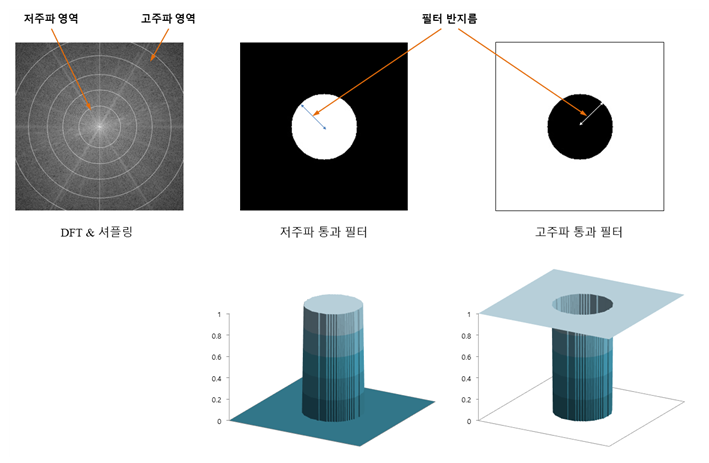 저주파 영역
고주파 영역
필터 반지름
DFT & 셔플링
저주파 통과 필터
고주파 통과 필터
1
0.8
0.6
0.4
0.2
0
1
0.8
0.6
0.4
0.2
0